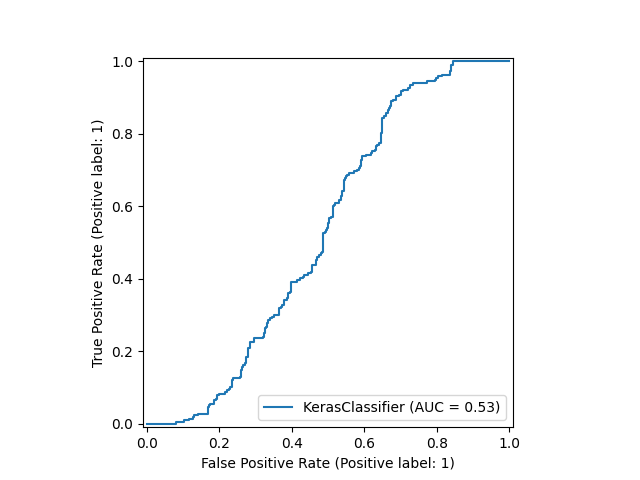 1.0
0.8
0.6
0.4
0.2
0.0
True Positive Rate (Positive label: 1)
KerasClassifier (AUC = 0.53)
0.0 0.2 0.4 0.6 0.8 1.0
False Positive Rate (Positive label: 1)